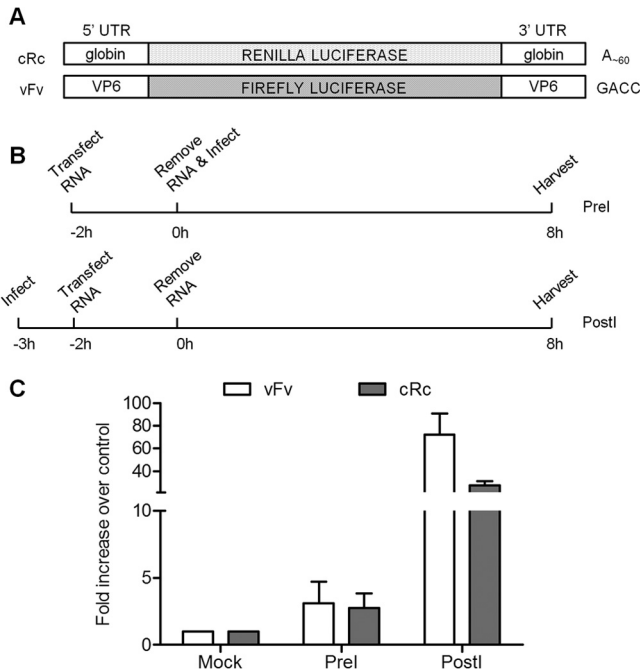 A
5' UTR 3' UTR
cRc globin RENILLA LUCIFERASE globin A~60
vFv VP6 FIREFLY LUCIFERASE VP6 GACC
B
Transfect RNA
Remove RNA & Infect
Harvest
PreI
-2h 0h 8h
Infect
Transfect RNA
Remove RNA
Harvest
PostI
-3h -2h 0h 8h
C
vFv cRc
Fold increase over control
100
80
60
40
10
5
0
Mock PreI PostI